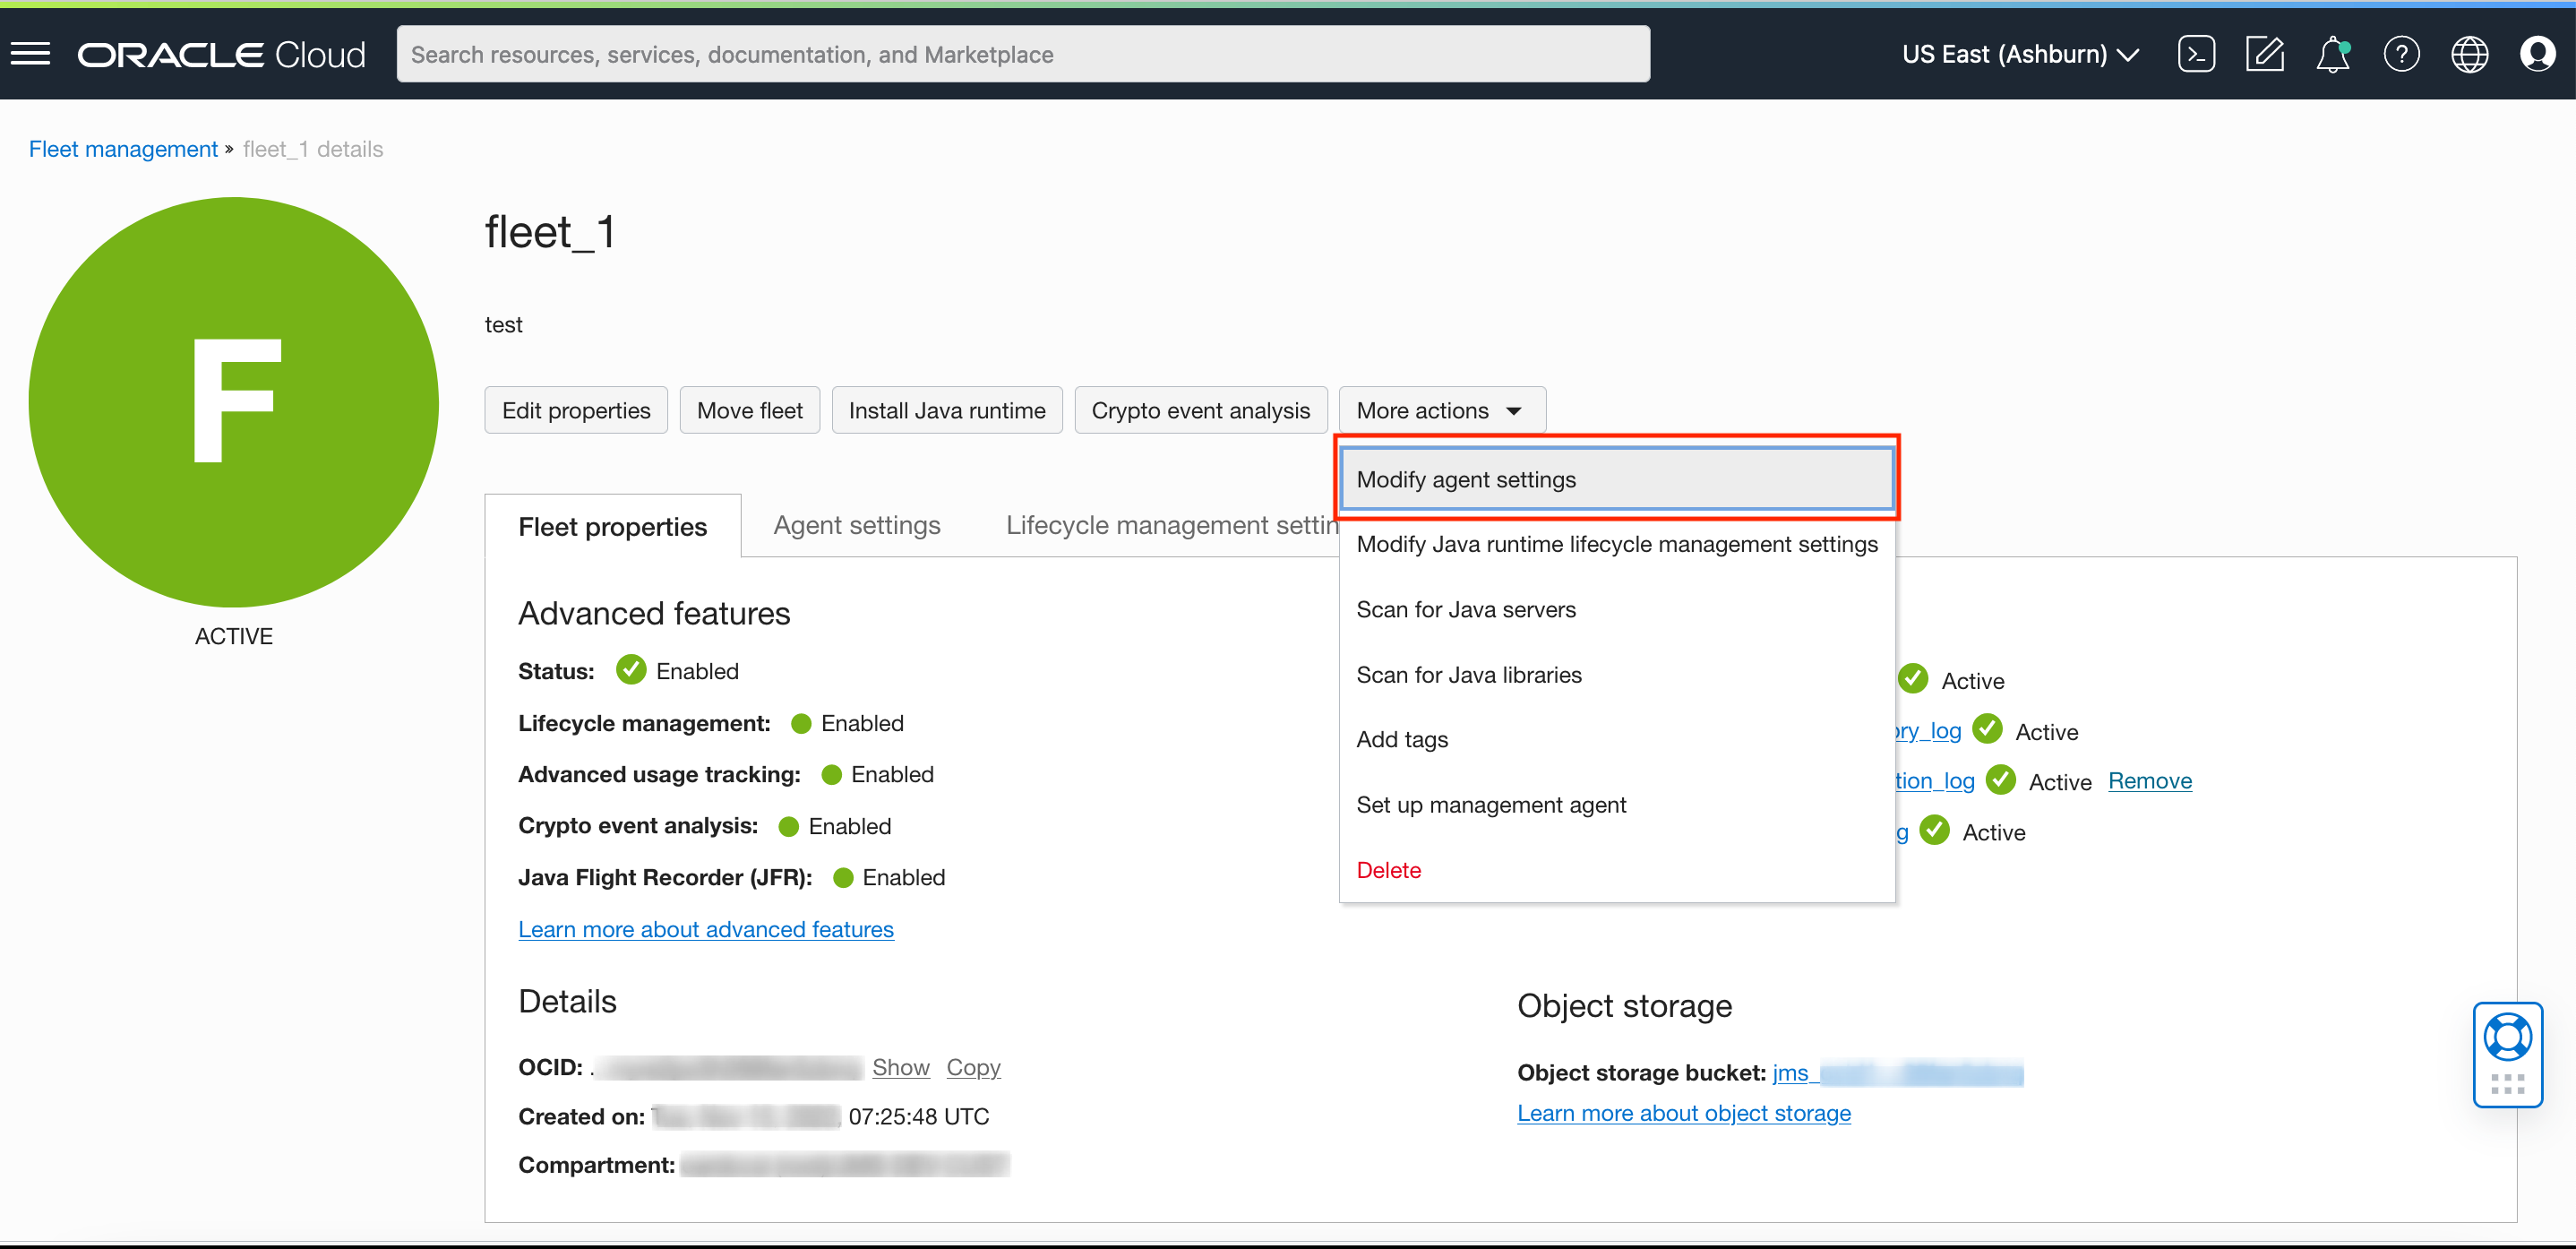 ORACLE Cloud
Search resources, services, documentation, and Marketplace
US East (Ashburn)
Fleet management » fleet_1 details
F
ACTIVE
fleet_1
test
Edit properties Move fleet Install Java runtime Crypto event analysis More actions
Modify agent settings
Modify Java runtime lifecycle management settings
Scan for Java servers
Scan for Java libraries
Add tags
Set up management agent
Delete
Fleet properties Agent settings Lifecycle management settin
Advanced features
Status: Enabled
Lifecycle management: Enabled
Advanced usage tracking: Enabled
Crypto event analysis: Enabled
Java Flight Recorder (JFR): Enabled
Learn more about advanced features
Active
ory_log Active
tion_log Active Remove
g Active
Details
OCID: Show Copy
Created on: 07:25:48 UTC
Compartment:
Object storage
Object storage bucket: jms_
Learn more about object storage